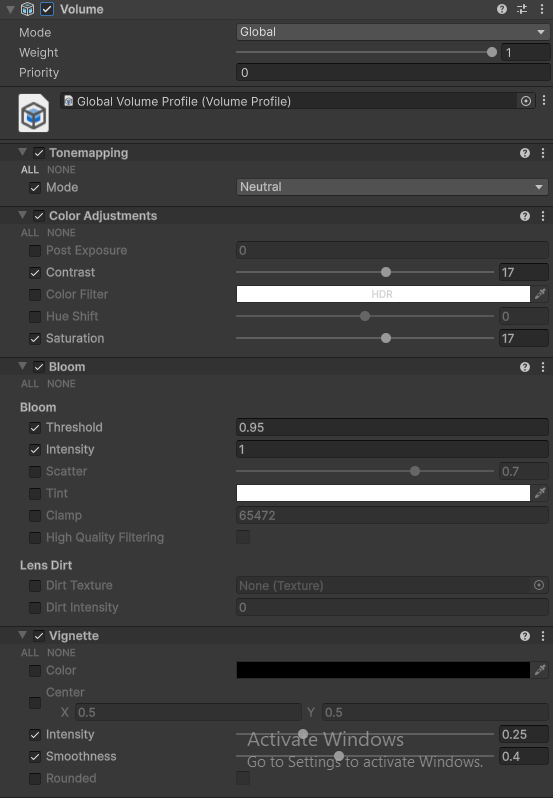 Volume
Mode Global
Weight 1
Priority 0
Global Volume Profile (Volume Profile)
Tonemapping
ALL NONE
Mode Neutral
Color Adjustments
ALL NONE
Post Exposure 0
Contrast 17
Color Filter HDR
Hue Shift 0
Saturation 17
Bloom
ALL NONE
Bloom
Threshold 0.95
Intensity 1
Scatter 0.7
Tint
Clamp 65472
High Quality Filtering
Lens Dirt
Dirt Texture None (Texture)
Dirt Intensity 0
Vignette
ALL NONE
Color
Center
X 0.5 Y 0.5
Intensity 0.25
Activate Windows
Smoothness 0.4
Go to Settings to activate Windows.
Rounded